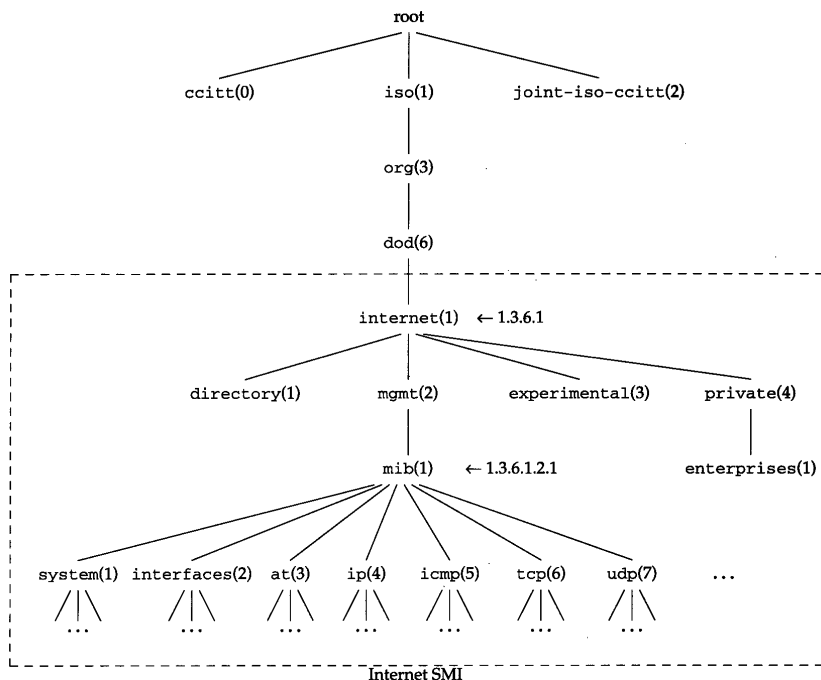 root
ccitt(0) iso(1) joint-iso-ccitt(2)
org(3)
dod(6)
internet(1) ← 1.3.6.1
directory(1) mgmt(2) experimental(3) private(4)
mib(1) ← 1.3.6.1.2.1 enterprises(1)
system(1) interfaces(2) at(3) ip(4) icmp(5) tcp(6) udp(7) ...
... ... ... ... ... ... ...
Internet SMI